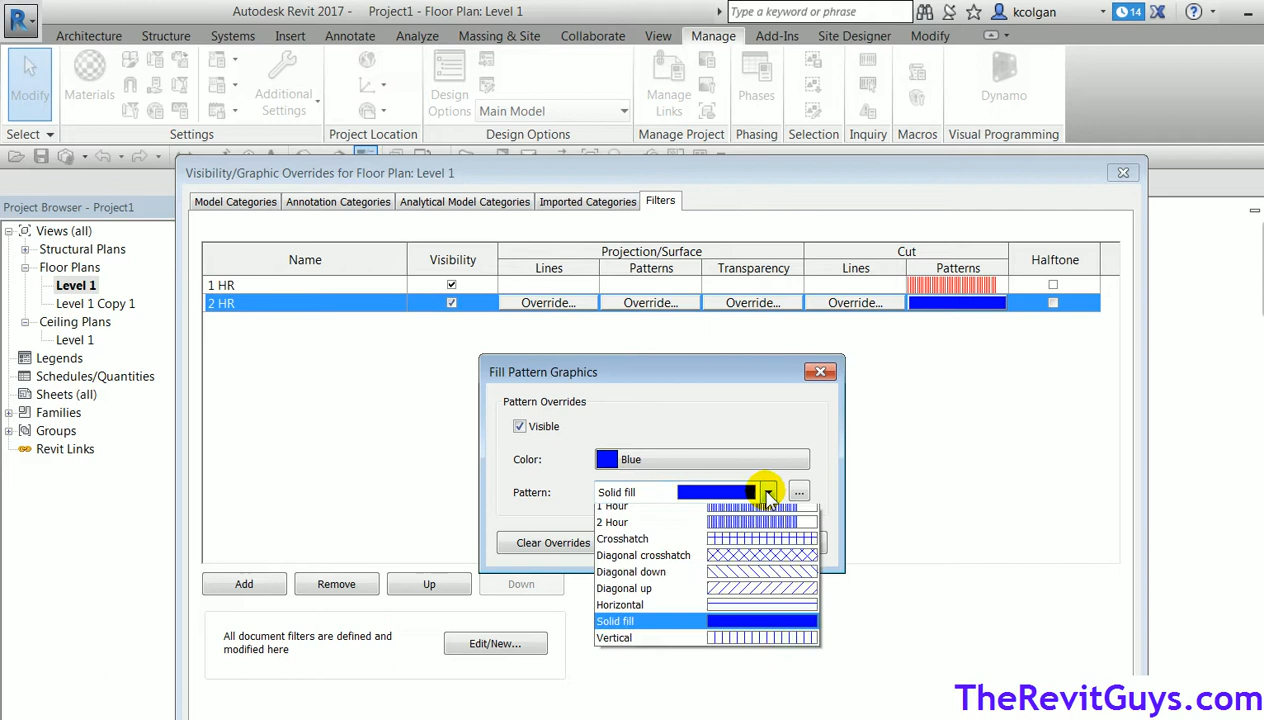 Autodesk Revit 2017 - Project1 - Floor Plan: Level 1
Type a keyword or phrase
kcolgan
14
Architecture Structure Systems Insert Annotate Analyze Massing & Site Collaborate View Manage Add-Ins Site Designer Modify
Modify
Materials
Additional Settings
Design Options
Main Model
Manage Links
Phases
Dynamo
Select Settings Project Location Design Options Manage Project Phasing Selection Inquiry Macros Visual Programming
Visibility/Graphic Overrides for Floor Plan: Level 1
Project Browser - Project1
Views (all)
Structural Plans
Floor Plans
Level 1
Level 1 Copy 1
Ceiling Plans
Level 1
Legends
Schedules/Quantities
Sheets (all)
Families
Groups
Revit Links
Model Categories Annotation Categories Analytical Model Categories Imported Categories Filters
Name Visibility Projection/Surface Cut Halftone
Lines Patterns Transparency Lines Patterns
1 HR
2 HR Override... Override... Override... Override...
Fill Pattern Graphics
Pattern Overrides
Visible
Color: Blue
Pattern: Solid fill ...
Clear Overrides
1 Hour
2 Hour
Crosshatch
Diagonal crosshatch
Diagonal down
Diagonal up
Horizontal
Solid fill
Vertical
Add Remove Up Down
All document filters are defined and
modified here
Edit/New...
TheRevitGuys.com